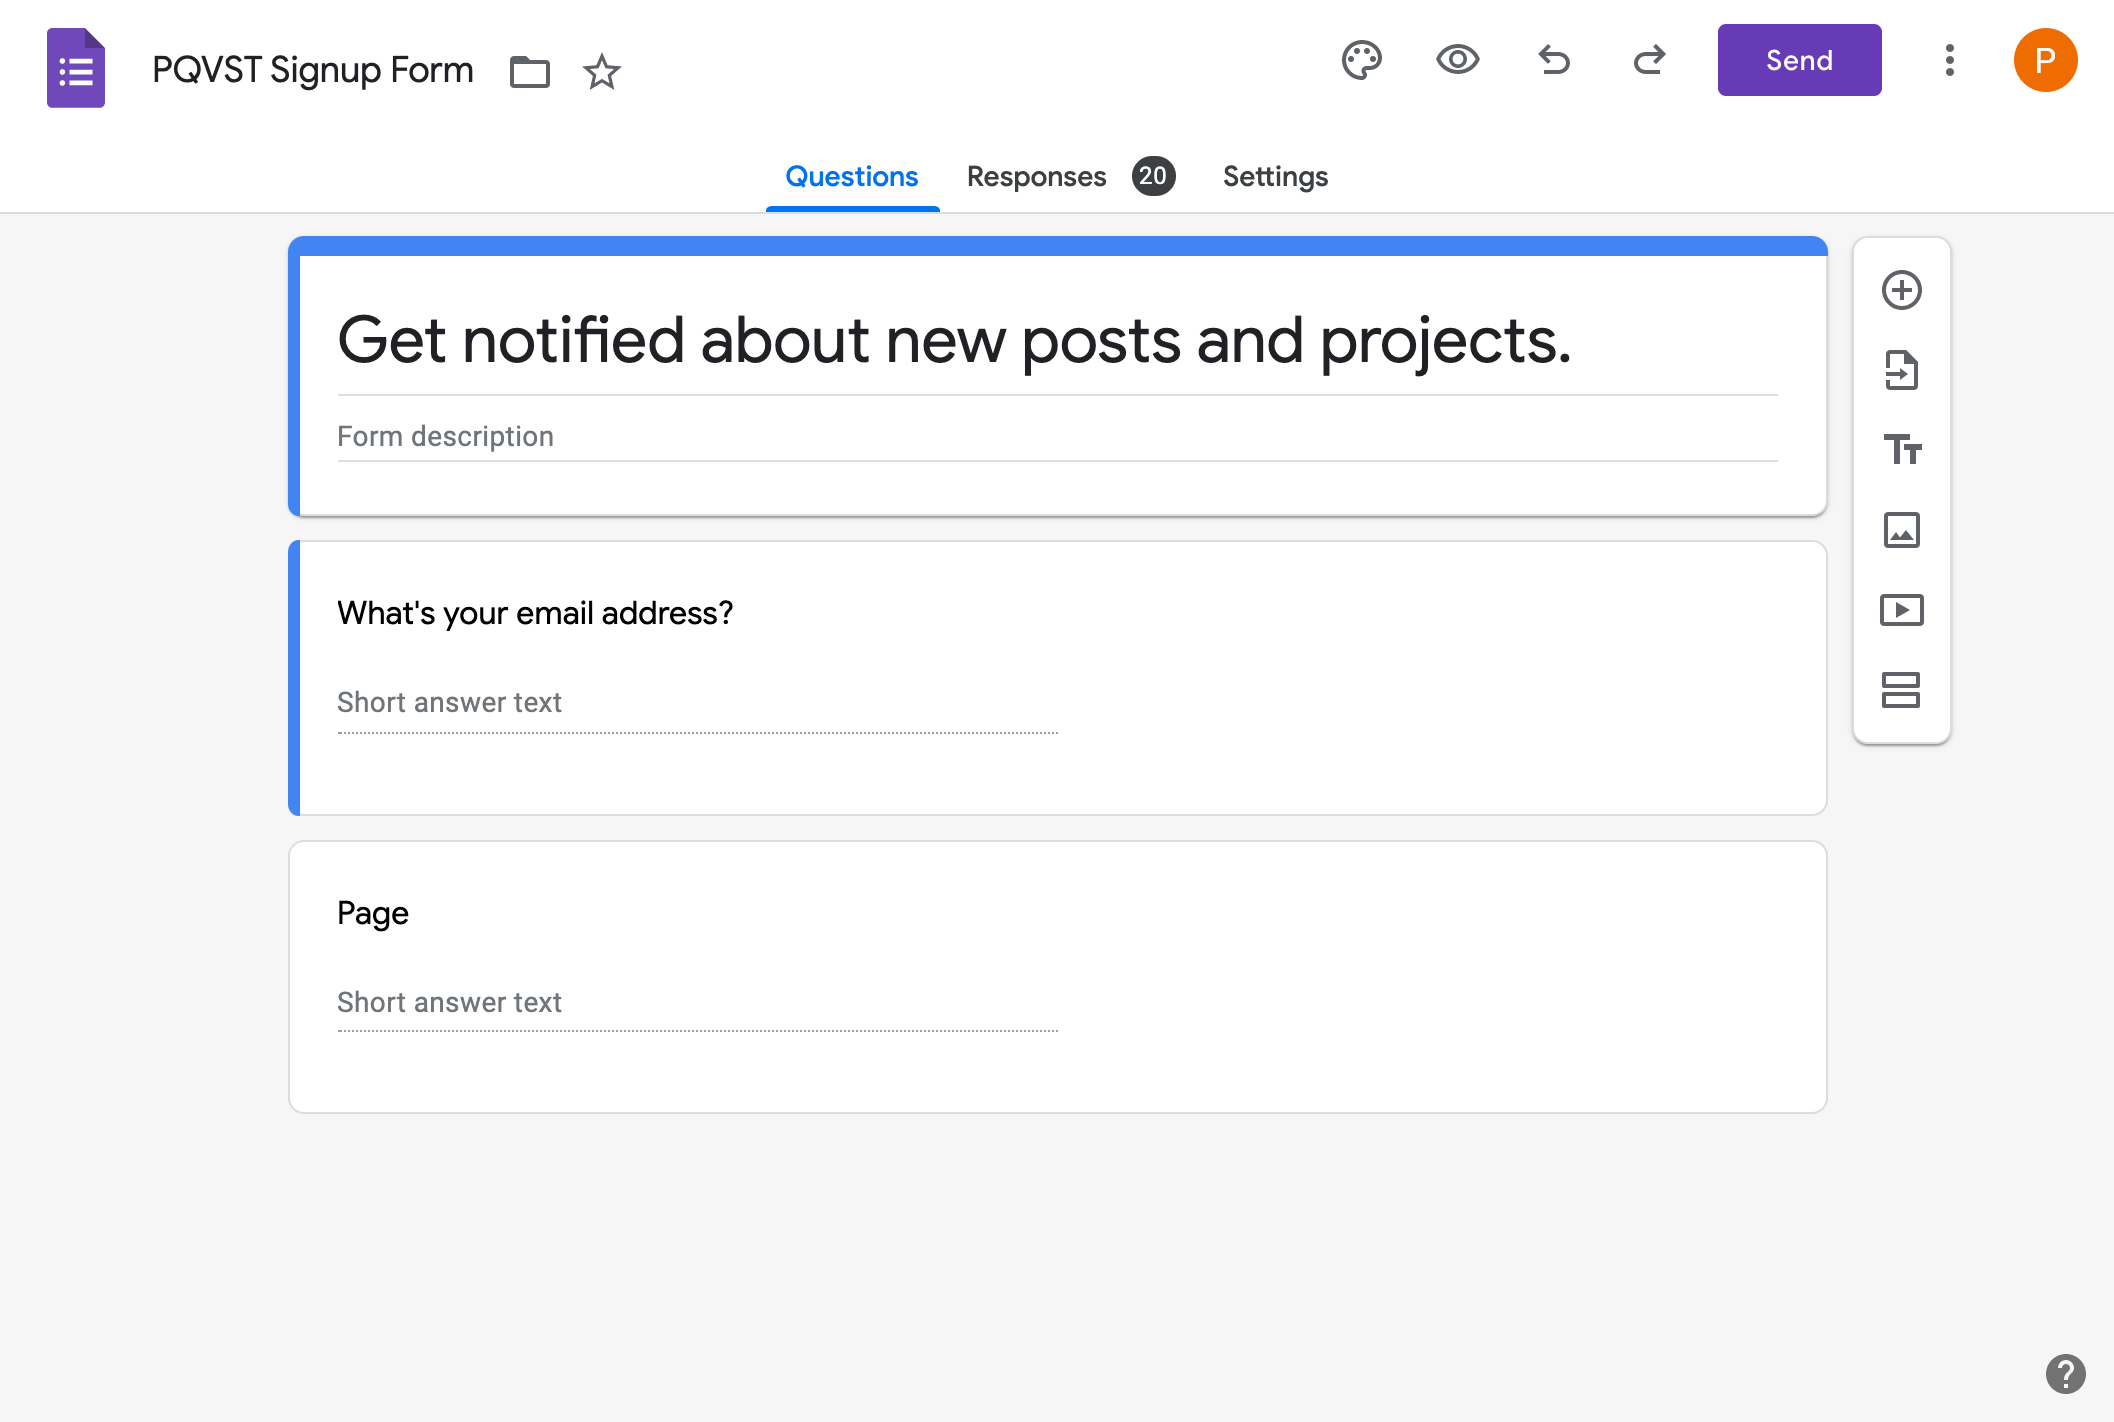 PQVST Signup Form
Send
P
Questions
Responses 20
Settings
Get notified about new posts and projects.
Form description
What's your email address?
Short answer text
Page
Short answer text